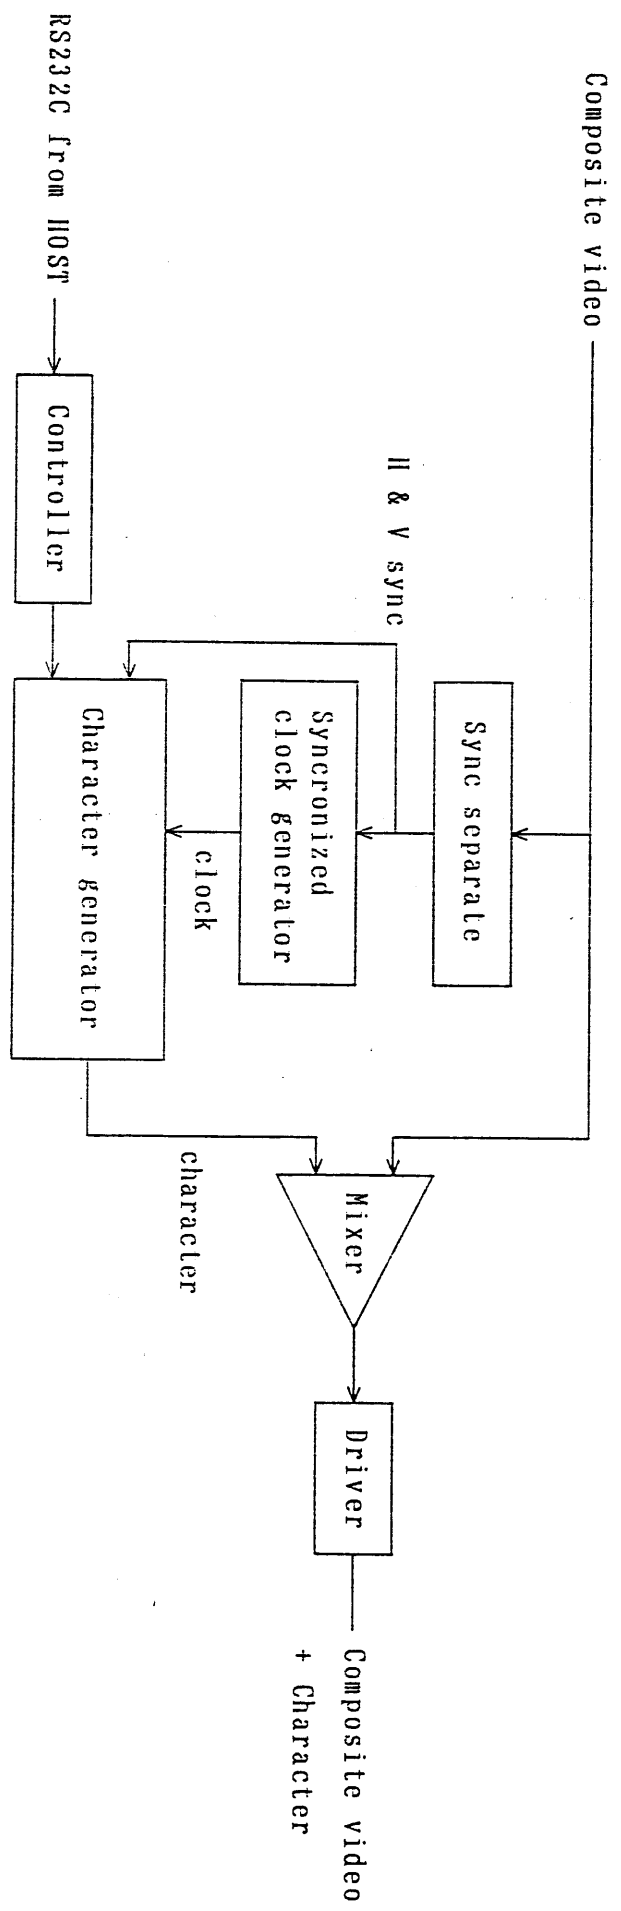 Composite video
H & V sync
Sync separate
Syncronized
clock generator
clock
RS232C from HOST
Controller
Character generator
character
Mixer
Driver
Composite video
+ Character